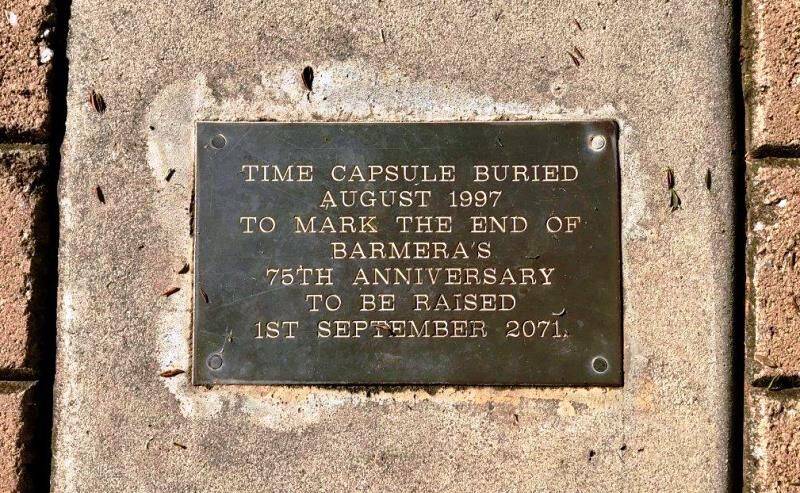 TIME CAPSULE BURIED
AUGUST 1997
TO MARK THE END OF
BARMERA'S
75TH ANNIVERSARY
TO BE RAISED
1ST SEPTEMBER 2071.